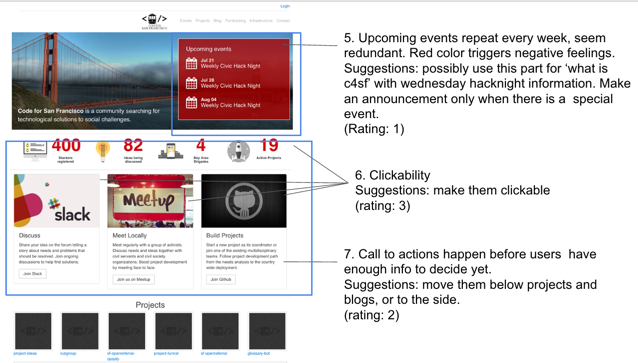 Login
SAN FRANCISCO
Events Projects Blog Fundraising Infrastructure Contact
Upcoming events
Jul 21
Weekly Civic Hack Night
Jul 28
Weekly Civic Hack Night
Aug 04
Weekly Civic Hack Night
Code for San Francisco is a community searching for
technological solutions to social challenges.
400
Slackers
registered
82
Ideas being
discussed
4
Bay Area
Brigades
19
Active Projects
slack
Meetup
Discuss
Share your idea on the forum telling a
story about needs and problems that
should be resolved. Join ongoing
discussions to help find solutions.
Join Slack
Meet Locally
Meet regularly with a group of activists.
Discuss needs and ideas together with
civil servants and civil society
organizations. Boost project development
by meeting face to face.
Join us on Meetup
Build Projects
Start a new project as its coordinator or
join one of the existing multidisciplinary
teams. Follow project development path
from the needs analysis to the country
wide deployment.
Join Github
Projects
project-ideas
outgroup
sf-openreferral-
project-funnel
sf-openreferral
glossary-bot
5. Upcoming events repeat every week, seem
redundant. Red color triggers negative feelings.
Suggestions: possibly use this part for ‘what is
c4sf’ with wednesday hacknight information. Make
an announcement only when there is a special
event.
(Rating: 1)
6. Clickability
Suggestions: make them clickable
(rating: 3)
7. Call to actions happen before users have
enough info to decide yet.
Suggestions: move them below projects and
blogs, or to the side.
(rating: 2)